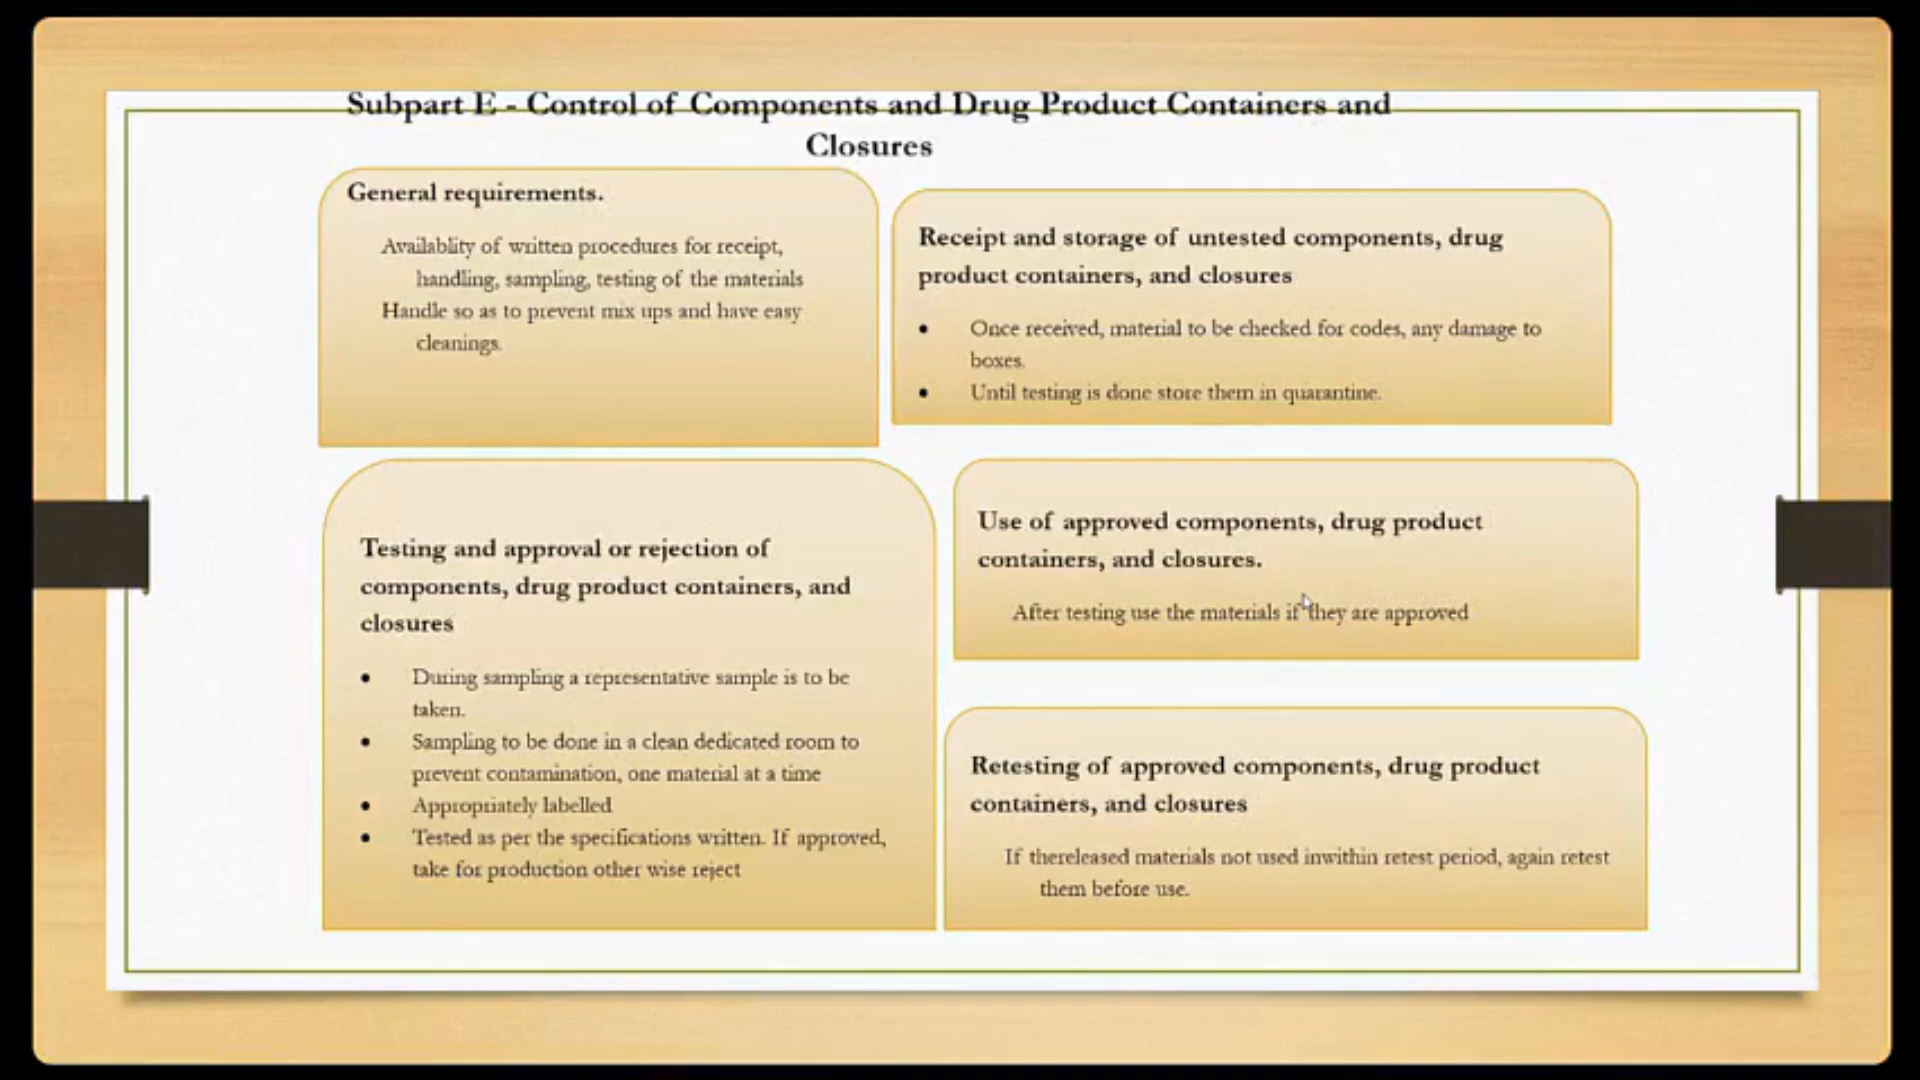 Subpart E - Control of Components and Drug Product Containers and
Closures
General requirements.
Availablity of written procedures for receipt,
handling, sampling, testing of the materials
Handle so as to prevent mix ups and have easy
cleanings.
Receipt and storage of untested components, drug
product containers, and closures
• Once received, material to be checked for codes, any damage to
boxes.
• Until testing is done store them in quarantine.
Testing and approval or rejection of
components, drug product containers, and
closures
• During sampling a representative sample is to be
taken.
• Sampling to be done in a clean dedicated room to
prevent contamination, one material at a time
• Appropriately labelled
• Tested as per the specifications written. If approved,
take for production other wise reject
Use of approved components, drug product
containers, and closures.
After testing use the materials if they are approved
Retesting of approved components, drug product
containers, and closures
If thereleased materials not used inwithin retest period, again retest
them before use.